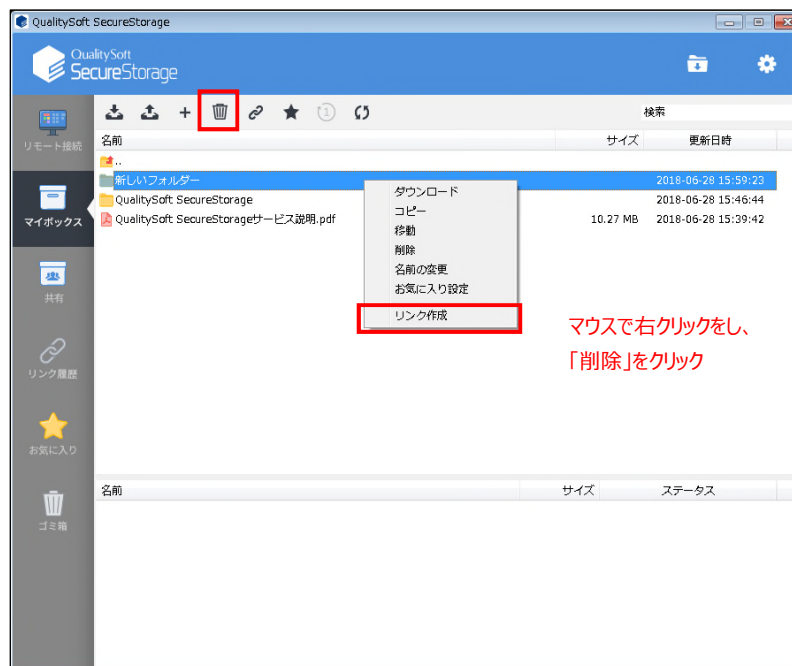 QualitySoft SecureStorage
QualitySoft
SecureStorage
検索
名前 サイズ 更新日時
..
新しいフォルダー 2018-06-28 15:59:23
QualitySoft SecureStorage 2018-06-28 15:46:44
QualitySoft SecureStorageサービス説明.pdf 10.27 MB 2018-06-28 15:39:42
リモート接続
マイボックス
共有
リンク履歴
お気に入り
ゴミ箱
ダウンロード
コピー
移動
削除
名前の変更
お気に入り設定
リンク作成
マウスで右クリックをし、
「削除」をクリック
名前 サイズ ステータス